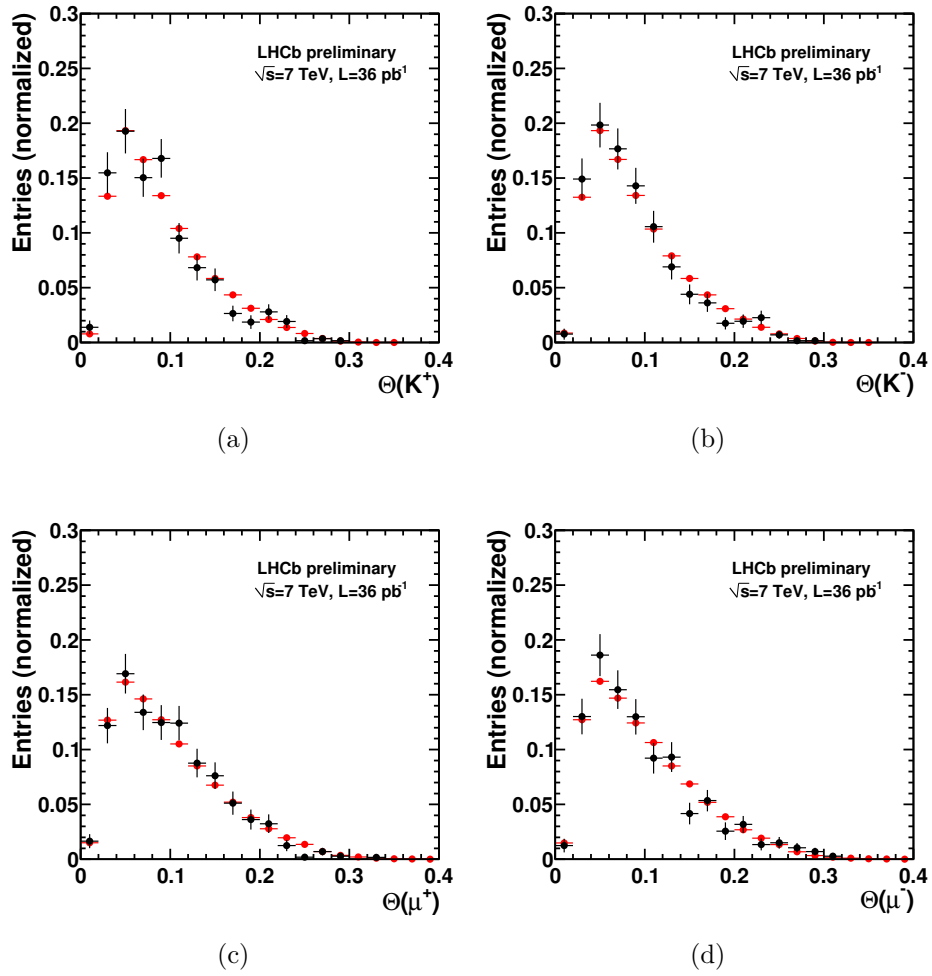 Entries (normalized)
0.3
0.25
0.2
0.15
0.1
0.05
0
LHCb preliminary
√s=7 TeV, L=36 pb-1
0 0.1 0.2 0.3 0.4
Θ(K+)
(a)
Entries (normalized)
0.3
0.25
0.2
0.15
0.1
0.05
0
LHCb preliminary
√s=7 TeV, L=36 pb-1
0 0.1 0.2 0.3 0.4
Θ(K-)
(b)
Entries (normalized)
0.3
0.25
0.2
0.15
0.1
0.05
0
LHCb preliminary
√s=7 TeV, L=36 pb-1
0 0.1 0.2 0.3 0.4
Θ(μ+)
(c)
Entries (normalized)
0.3
0.25
0.2
0.15
0.1
0.05
0
LHCb preliminary
√s=7 TeV, L=36 pb-1
0 0.1 0.2 0.3 0.4
Θ(μ-)
(d)